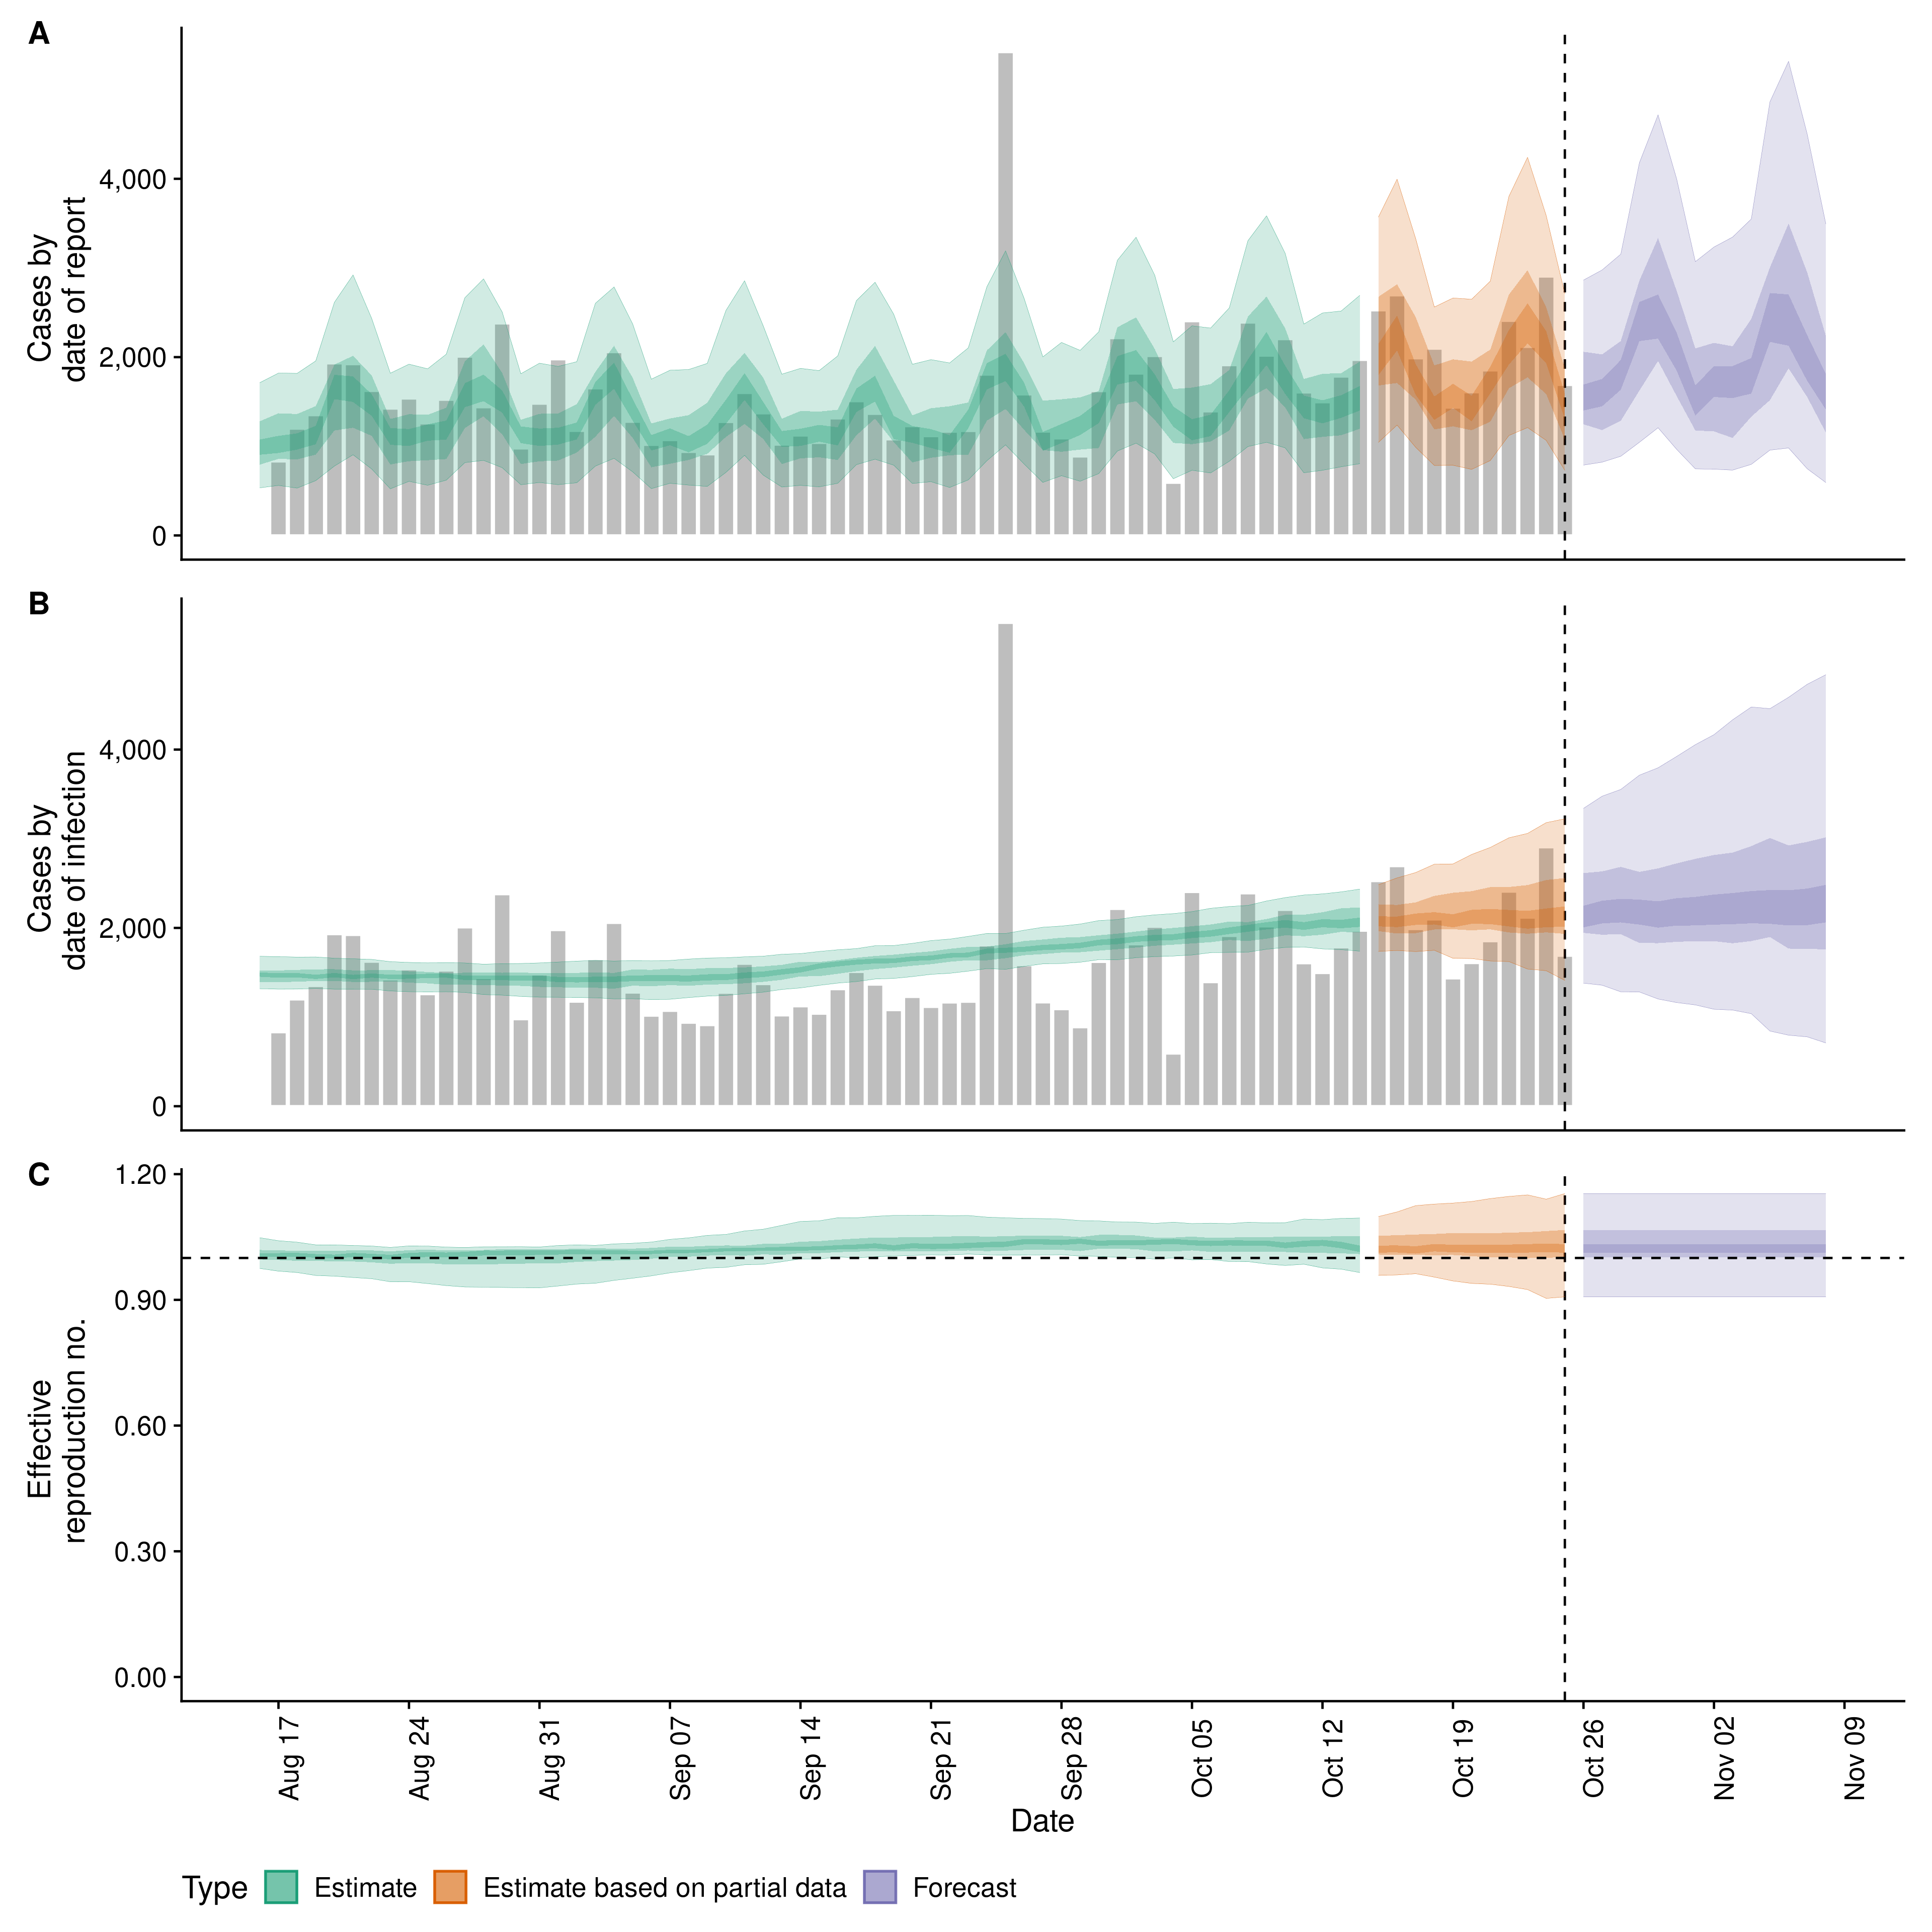 A
Cases by
date of report
4,000
2,000
0
B
Cases by
date of infection
4,000
2,000
0
C
Effective
reproduction no.
1.20
0.90
0.60
0.30
0.00
Aug 17
Aug 24
Aug 31
Sep 07
Sep 14
Sep 21
Sep 28
Oct 05
Oct 12
Oct 19
Oct 26
Nov 02
Nov 09
Date
Type Estimate Estimate based on partial data Forecast